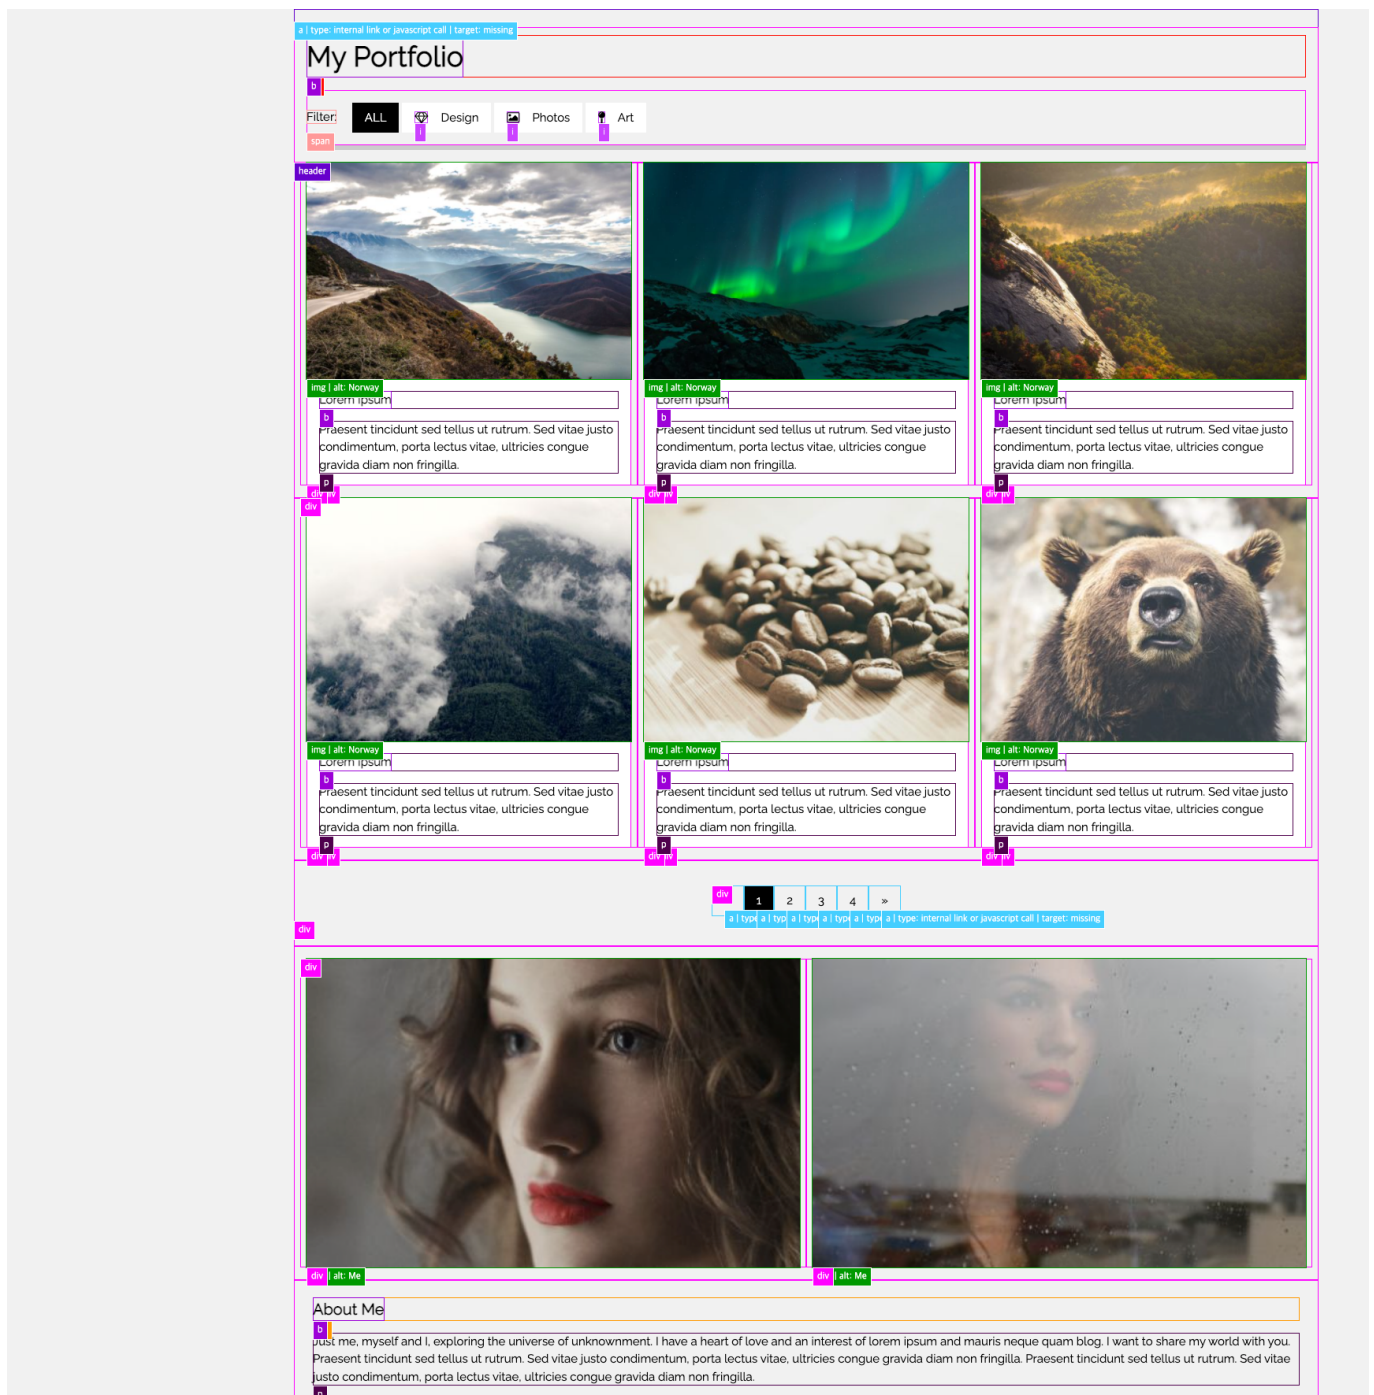 a | type: internal link or javascript call | target: missing
My Portfolio
b
Filter: ALL Design Photos Art
i i i
span
header
img | alt: Norway img | alt: Norway img | alt: Norway
Lorem ipsum Lorem ipsum Lorem ipsum
b b b
Praesent tincidunt sed tellus ut rutrum. Sed vitae justo Praesent tincidunt sed tellus ut rutrum. Sed vitae justo Praesent tincidunt sed tellus ut rutrum. Sed vitae justo
condimentum, porta lectus vitae, ultricies congue condimentum, porta lectus vitae, ultricies congue condimentum, porta lectus vitae, ultricies congue
gravida diam non fringilla. gravida diam non fringilla. gravida diam non fringilla.
p p p
div div div
div
img | alt: Norway img | alt: Norway img | alt: Norway
Lorem ipsum Lorem ipsum Lorem ipsum
b b b
Praesent tincidunt sed tellus ut rutrum. Sed vitae justo Praesent tincidunt sed tellus ut rutrum. Sed vitae justo Praesent tincidunt sed tellus ut rutrum. Sed vitae justo
condimentum, porta lectus vitae, ultricies congue condimentum, porta lectus vitae, ultricies congue condimentum, porta lectus vitae, ultricies congue
gravida diam non fringilla. gravida diam non fringilla. gravida diam non fringilla.
p p p
div div div
div 1 2 3 4 »
a | type a | typ a | typ a | typ a | typ a | type: internal link or javascript call | target: missing
div
div
div | alt: Me div | alt: Me
About Me
b
Just me, myself and I, exploring the universe of unknownment. I have a heart of love and an interest of lorem ipsum and mauris neque quam blog. I want to share my world with you.
Praesent tincidunt sed tellus ut rutrum. Sed vitae justo condimentum, porta lectus vitae, ultricies congue gravida diam non fringilla. Praesent tincidunt sed tellus ut rutrum. Sed vitae
justo condimentum, porta lectus vitae, ultricies congue gravida diam non fringilla.